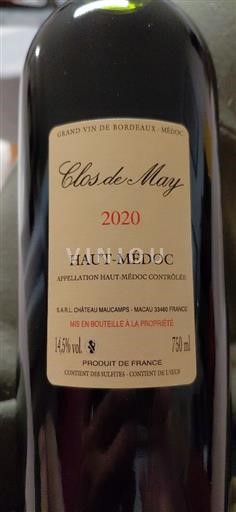 GRAND VIN DE BORDEAUX - MÉDOC
Clos de May
2020
VINIOU
HAUT-MÉDOC
APPELLATION HAUT-MÉDOC CONTRÔLÉE
S.A.R.L. CHÂTEAU MAUCAMPS - MACAU 33460 FRANCE
MIS EN BOUTEILLE À LA PROPRIÉTÉ
14,5% vol. 750 ml
PRODUIT DE FRANCE
CONTIENT DES SULFITES - CONTIENT DE L'ŒUF